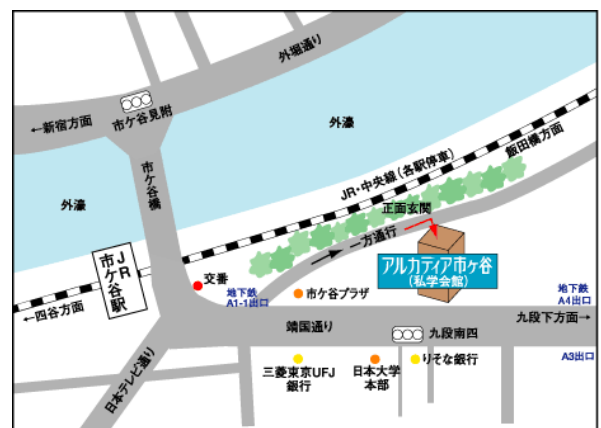 外堀通り
←新宿方面
市ケ谷見附
外濠
飯田橋方面
市ケ谷橋
JR・中央線(各駅停車)
外濠
正面玄関
一方通行
JR
市ケ谷駅
アルカディア市ヶ谷
(私学会館)
交番
地下鉄
A1-1出口
市ケ谷プラザ
地下鉄
A4出口
←四谷方面
九段下方面→
靖国通り
九段南四
A3出口
三菱東京UFJ
銀行
日本大学
本部
りそな銀行
日本テレビ通り